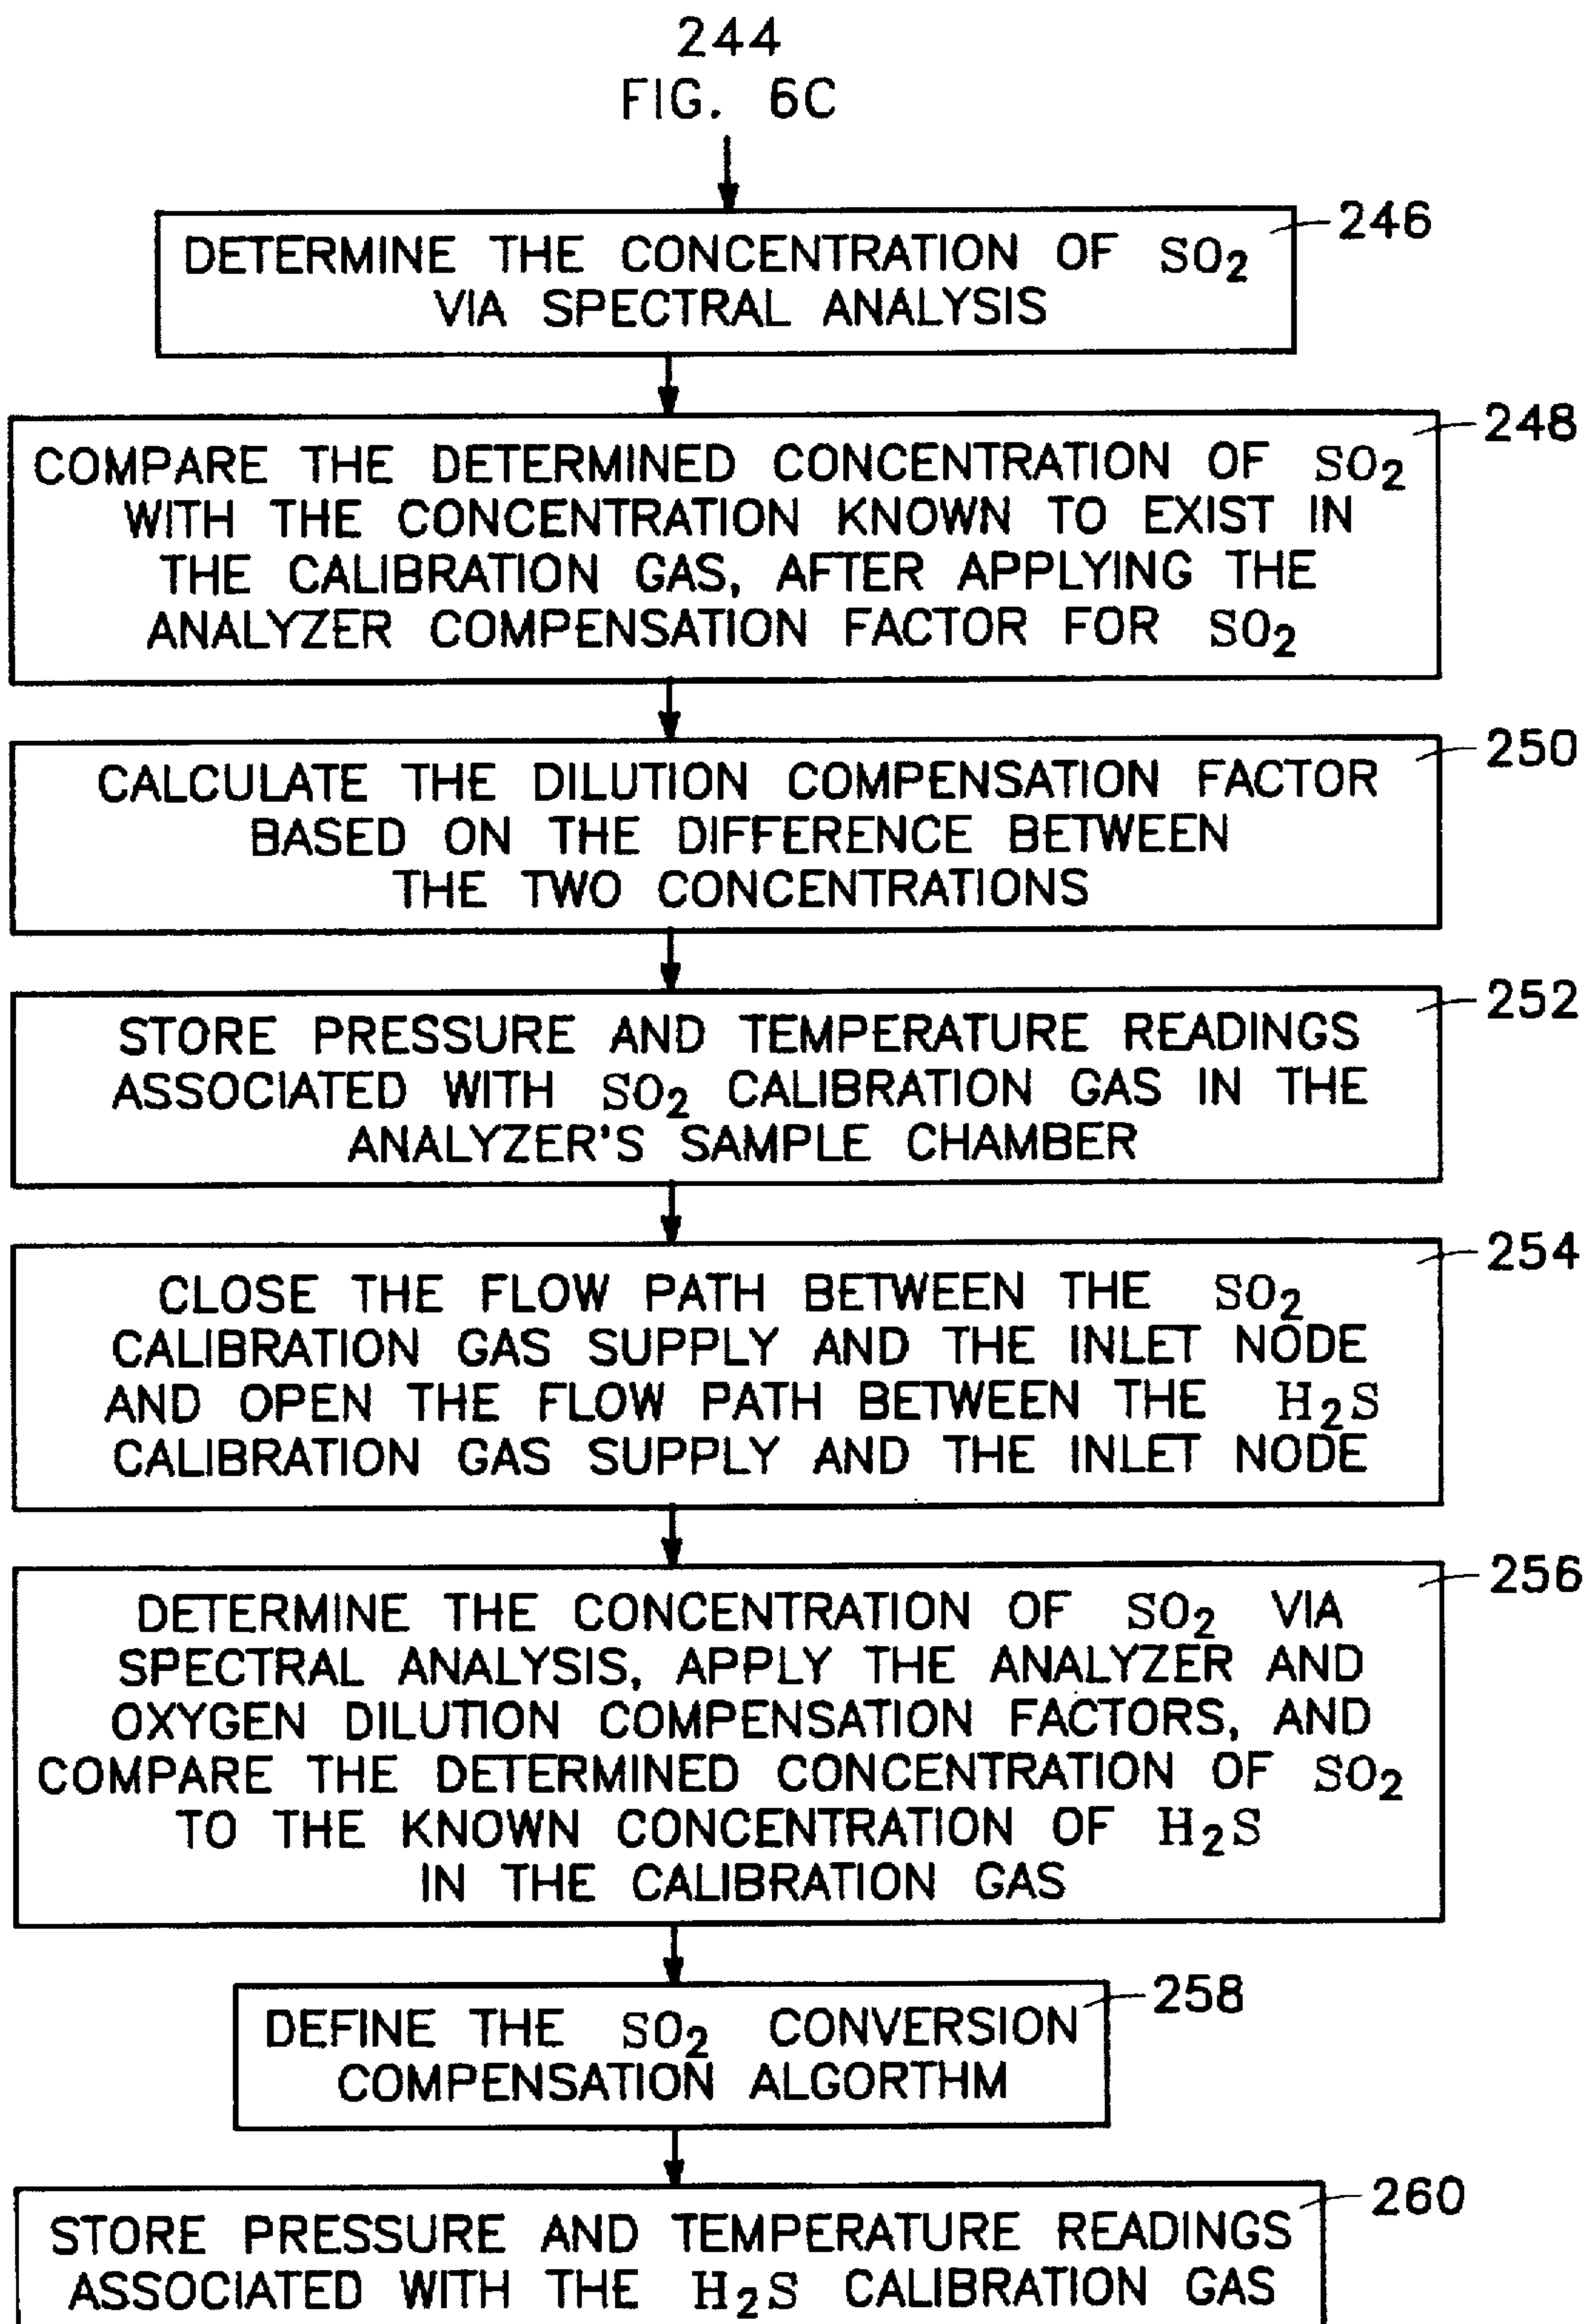 244
FIG. 6C
246
DETERMINE THE CONCENTRATION OF SO₂
VIA SPECTRAL ANALYSIS
248
COMPARE THE DETERMINED CONCENTRATION OF SO₂
WITH THE CONCENTRATION KNOWN TO EXIST IN
THE CALIBRATION GAS, AFTER APPLYING THE
ANALYZER COMPENSATION FACTOR FOR SO₂
250
CALCULATE THE DILUTION COMPENSATION FACTOR
BASED ON THE DIFFERENCE BETWEEN
THE TWO CONCENTRATIONS
252
STORE PRESSURE AND TEMPERATURE READINGS
ASSOCIATED WITH SO₂ CALIBRATION GAS IN THE
ANALYZER'S SAMPLE CHAMBER
254
CLOSE THE FLOW PATH BETWEEN THE SO₂
CALIBRATION GAS SUPPLY AND THE INLET NODE
AND OPEN THE FLOW PATH BETWEEN THE H₂S
CALIBRATION GAS SUPPLY AND THE INLET NODE
256
DETERMINE THE CONCENTRATION OF SO₂ VIA
SPECTRAL ANALYSIS, APPLY THE ANALYZER AND
OXYGEN DILUTION COMPENSATION FACTORS, AND
COMPARE THE DETERMINED CONCENTRATION OF SO₂
TO THE KNOWN CONCENTRATION OF H₂S
IN THE CALIBRATION GAS
258
DEFINE THE SO₂ CONVERSION
COMPENSATION ALGORTHM
260
STORE PRESSURE AND TEMPERATURE READINGS
ASSOCIATED WITH THE H₂S CALIBRATION GAS